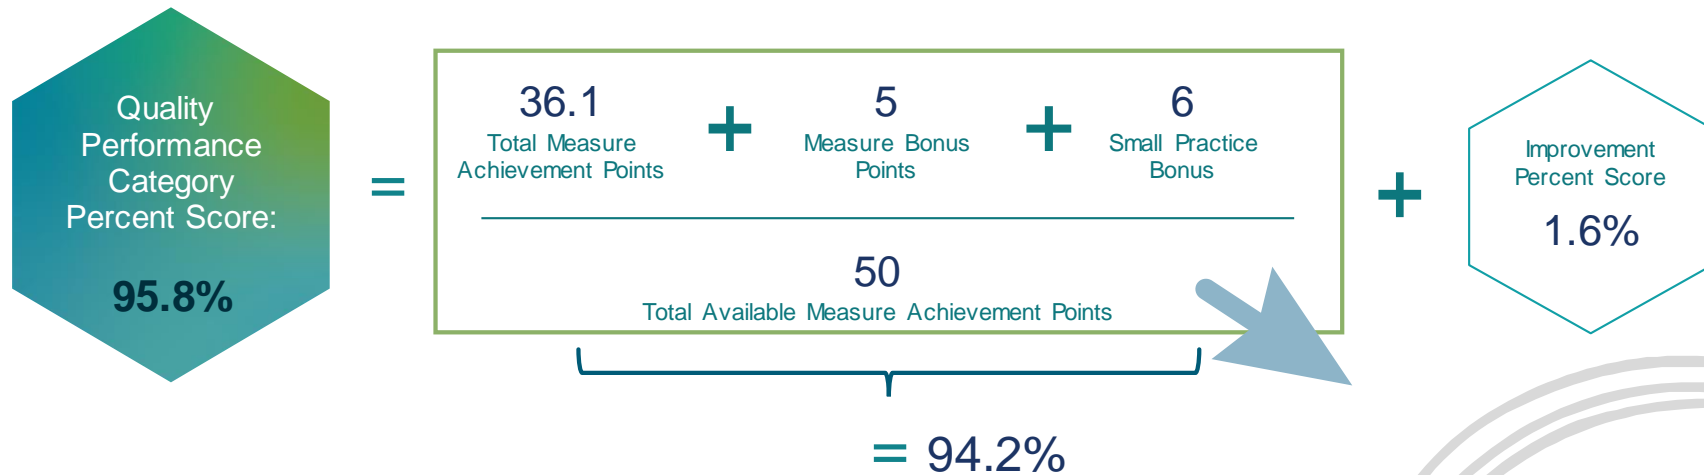 Quality
Performance
Category
Percent Score:
95.8%
=
36.1
Total Measure
Achievement Points
+
5
Measure Bonus
Points
+
6
Small Practice
Bonus
50
Total Available Measure Achievement Points
= 94.2%
+
Improvement
Percent Score
1.6%